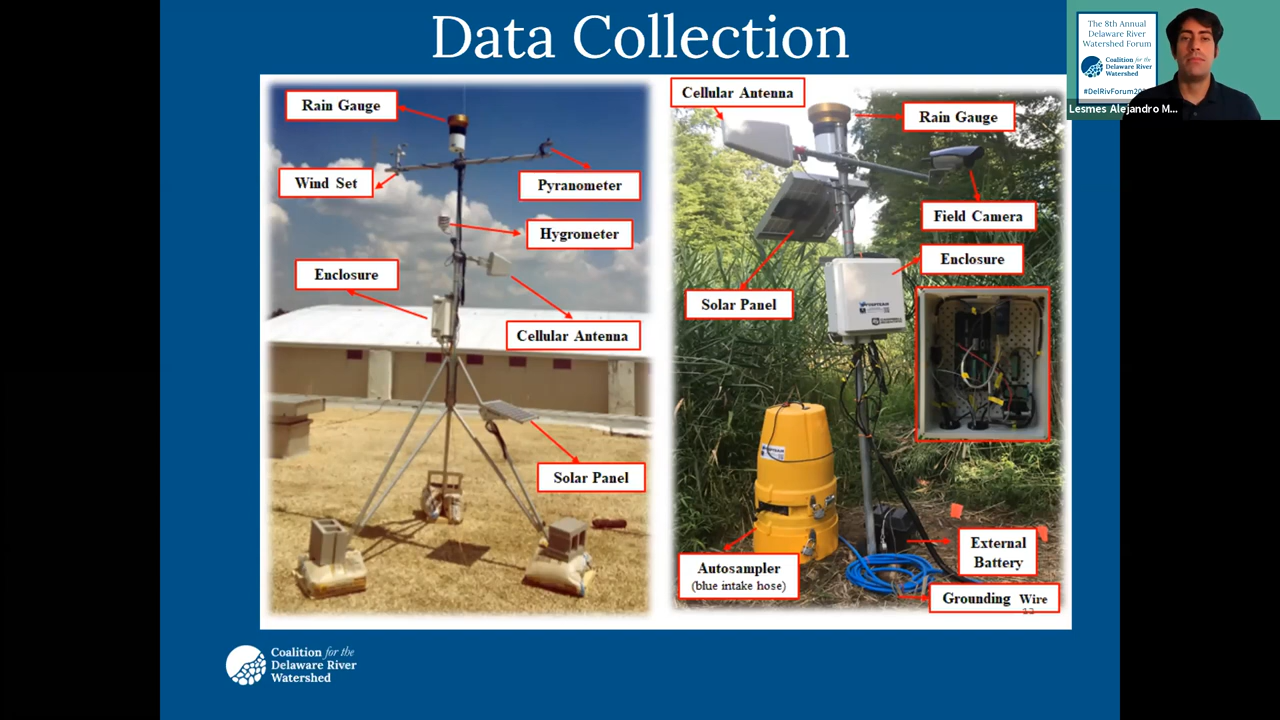 Data Collection
Rain Gauge
Wind Set
Pyranometer
Hygrometer
Enclosure
Cellular Antenna
Solar Panel
Cellular Antenna
Rain Gauge
Field Camera
Enclosure
Solar Panel
Autosampler
(blue intake hose)
External
Battery
Grounding Wire
Coalition for the
Delaware River
Watershed
The 8th Annual
Delaware River
Watershed Forum
Coalition for the
Delaware River
Watershed
Lesmes Alejandro M...